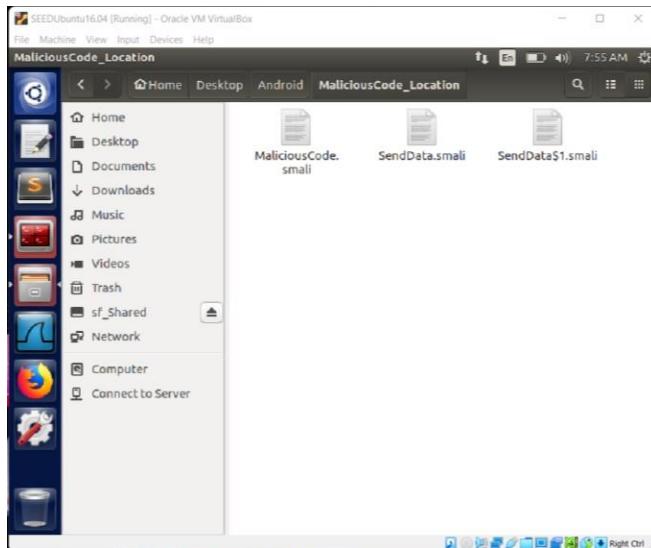 SEEDUbuntu16.04 [Running] - Oracle VM VirtualBox
File Machine View Input Devices Help
MaliciousCode_Location En 7:55 AM
Home Desktop Android MaliciousCode_Location
Home
Desktop
Documents
Downloads
Music
Pictures
Videos
Trash
sf_Shared
Network
Computer
Connect to Server
MaliciousCode.
smali
SendData.smali
SendData$1.smali
Right Ctrl